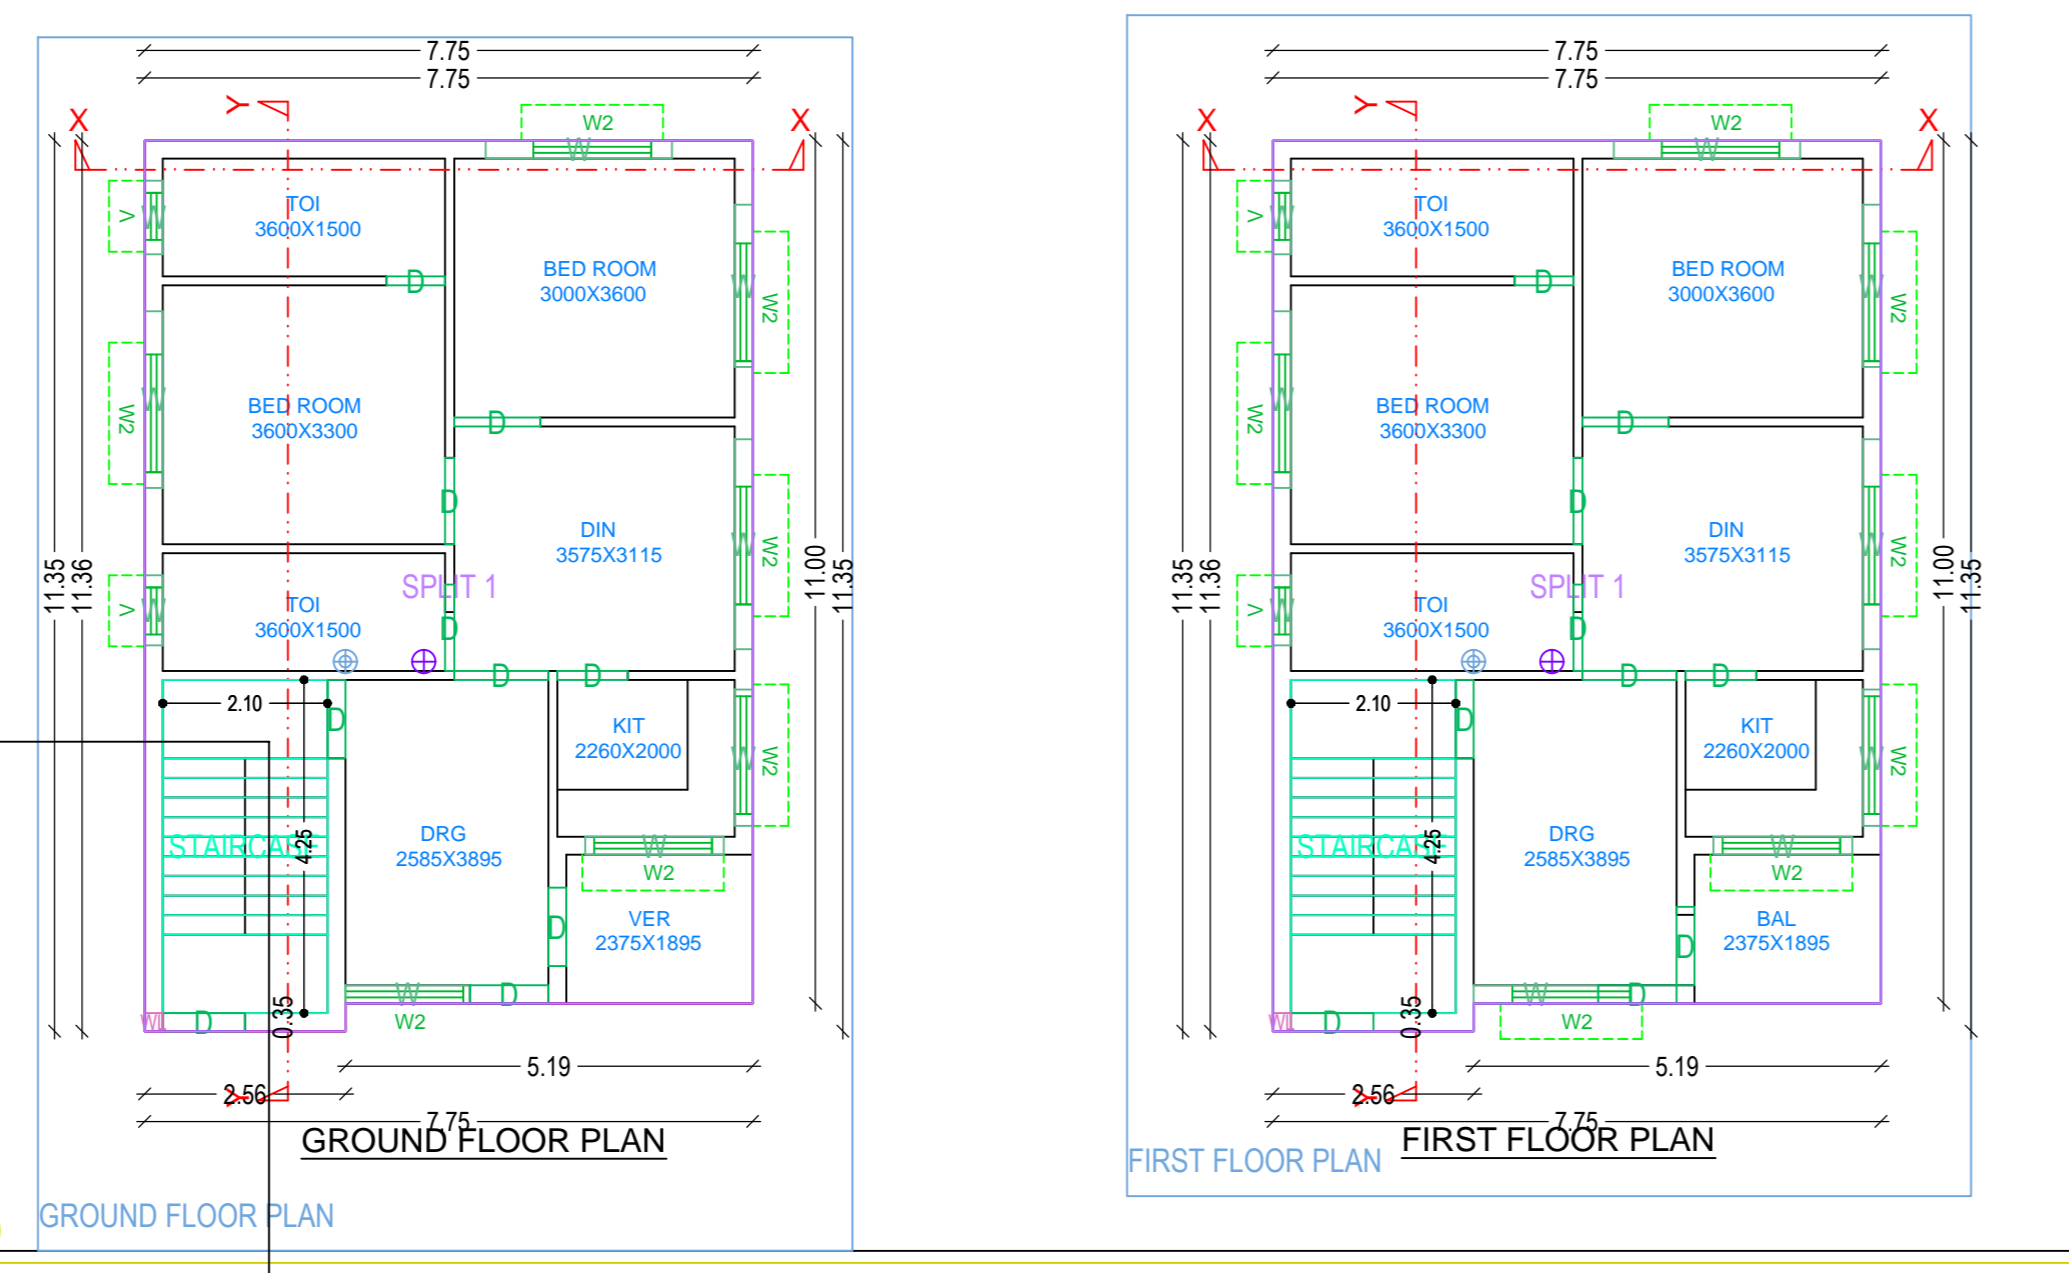 7.75
7.75
Y
X
X
W2
W
TOI
3600X1500
V
W
D
BED ROOM
3000X3600
W
W2
BED ROOM
3600X3300
W
W2
D
D
DIN
3575X3115
W
W2
SPLIT 1
TOI
3600X1500
V
W
D
D
D
11.35
11.36
11.00
11.35
2.10
D
KIT
2260X2000
W
W2
STAIRCASE
4.25
DRG
2585X3895
W
W2
VER
2375X1895
D
W
D
W2
WL
D
0.35
5.19
2.56
Y
7.75
GROUND FLOOR PLAN
GROUND FLOOR PLAN
7.75
7.75
Y
X
X
W2
W
TOI
3600X1500
V
W
D
BED ROOM
3000X3600
W
W2
BED ROOM
3600X3300
W
W2
D
D
DIN
3575X3115
W
W2
SPLIT 1
TOI
3600X1500
V
W
D
D
D
11.35
11.36
11.00
11.35
2.10
D
KIT
2260X2000
W
W2
STAIRCASE
4.25
DRG
2585X3895
W
W2
BAL
2375X1895
D
W
D
W2
WL
D
0.35
5.19
2.56
Y
7.75
FIRST FLOOR PLAN
FIRST FLOOR PLAN